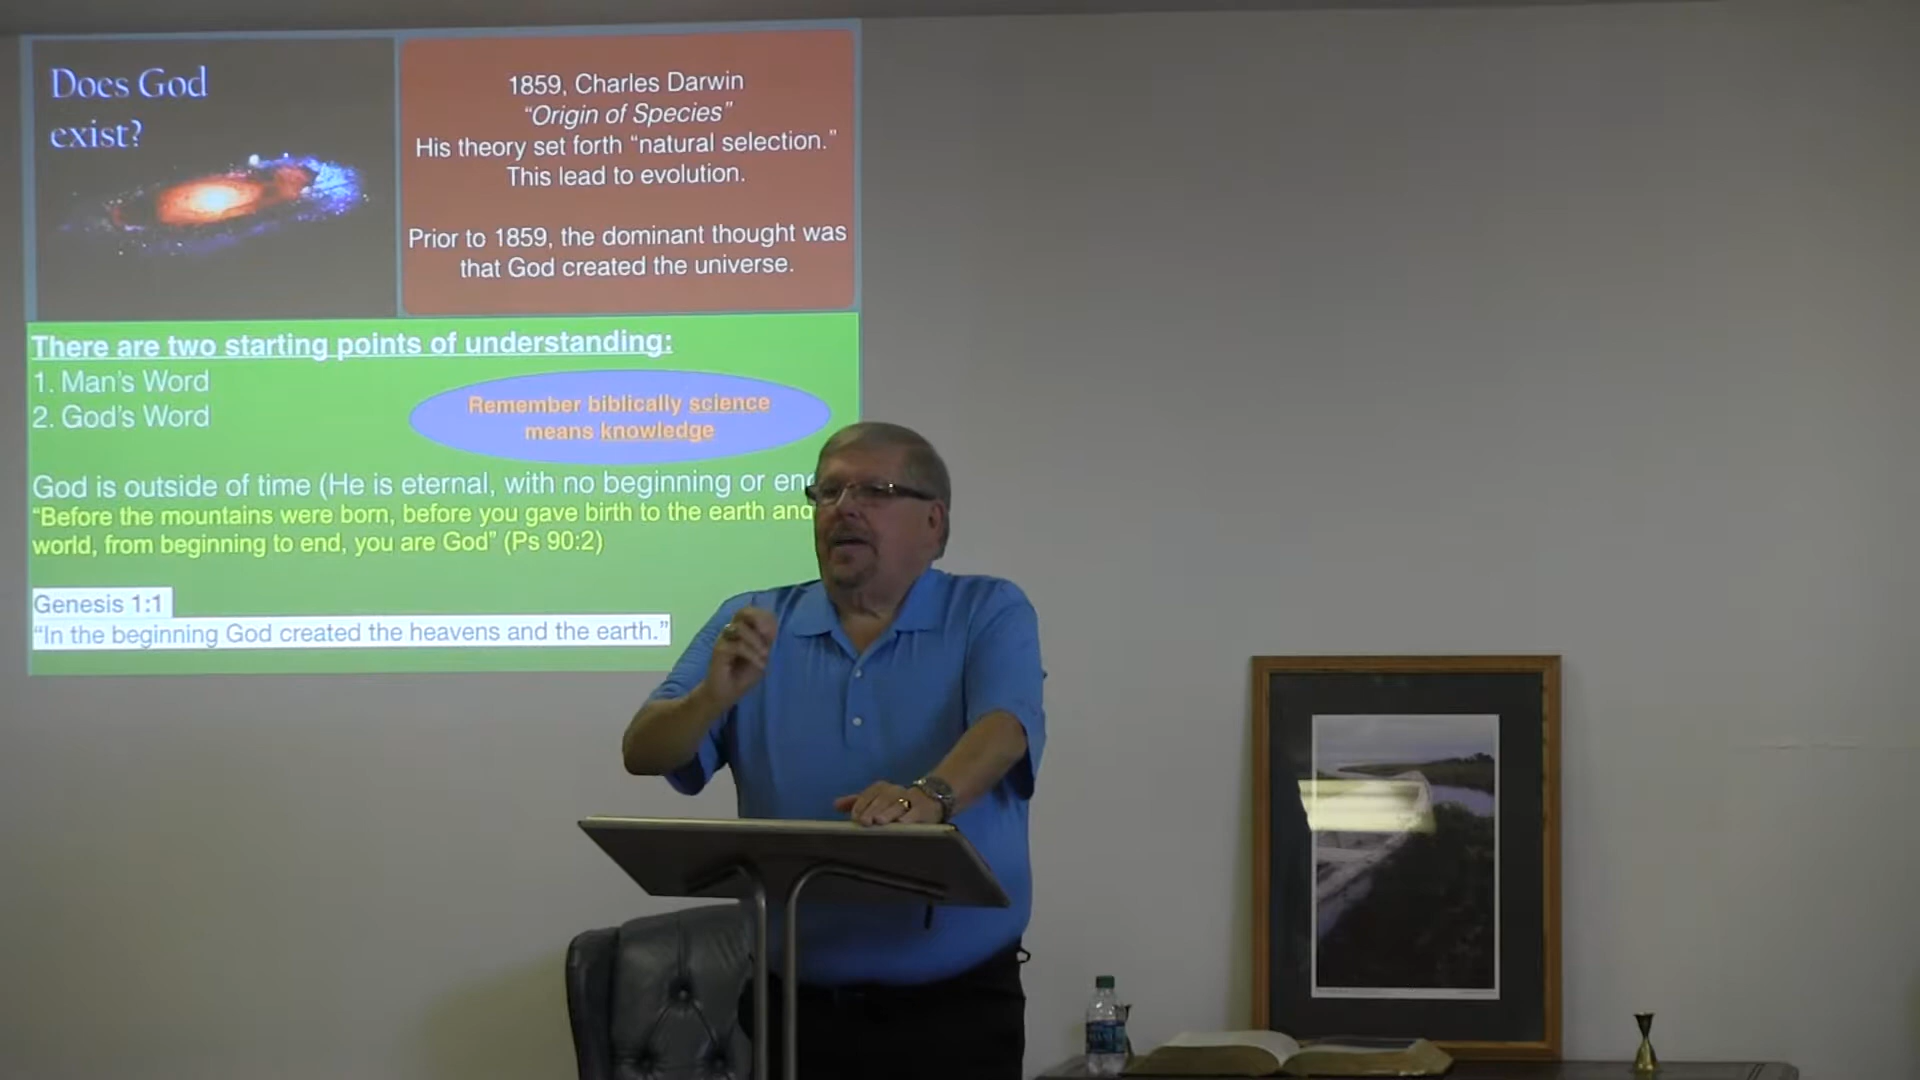 Does God
exist?
1859, Charles Darwin
“Origin of Species”
His theory set forth “natural selection.”
This lead to evolution.
Prior to 1859, the dominant thought was
that God created the universe.
There are two starting points of understanding:
1. Man’s Word
2. God’s Word
Remember biblically science
means knowledge
God is outside of time (He is eternal, with no beginning or en
“Before the mountains were born, before you gave birth to the earth and
world, from beginning to end, you are God” (Ps 90:2)
Genesis 1:1
“In the beginning God created the heavens and the earth.”